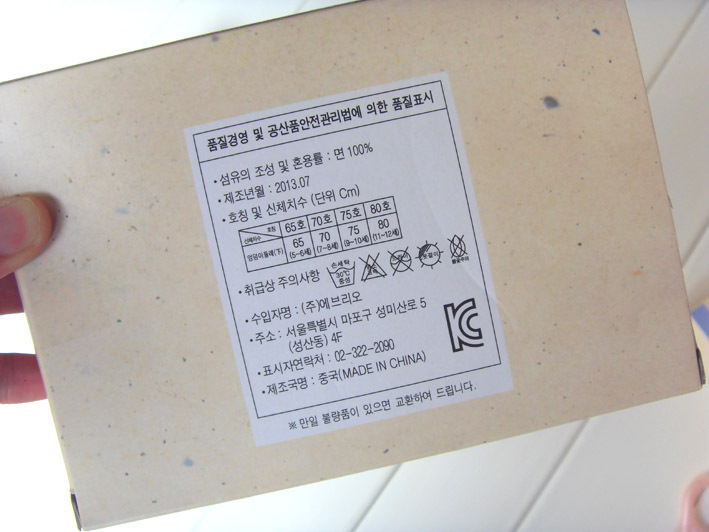 품질경영 및 공산품안전관리법에 의한 품질표시
• 섬유의 조성 및 혼용률 : 면 100%
• 제조년월 : 2013.07
• 호칭 및 신체치수 (단위 Cm)
호칭 65호 70호 75호 80호
신체치수
엉덩이둘레(下) 65 70 75 80
(5~6세) (7~8세) (9~10세) (11~12세)
• 취급상 주의사항
손세탁
30℃
중성
• 수입자명 : (주)에브리오
• 주소 : 서울특별시 마포구 성미산로 5
(성산동) 4F
• 표시자연락처 : 02-322-2090
• 제조국명 : 중국(MADE IN CHINA)
※ 만일 불량품이 있으면 교환하여 드립니다.